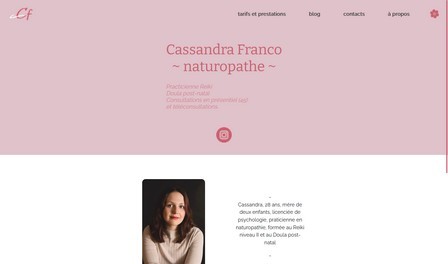 Cf
tarifs et prestations
blog
contacts
à propos
Cassandra Franco
~ naturopathe ~
Praticienne Reiki
Doula post-natal
Consultations en présentiel (40)
et téléconsultations
-
Cassandra, 28 ans, mère de
deux enfants, licenciée de
psychologie, praticienne en
naturopathie, formée au Reiki
niveau II et au Doula post-
natal
-